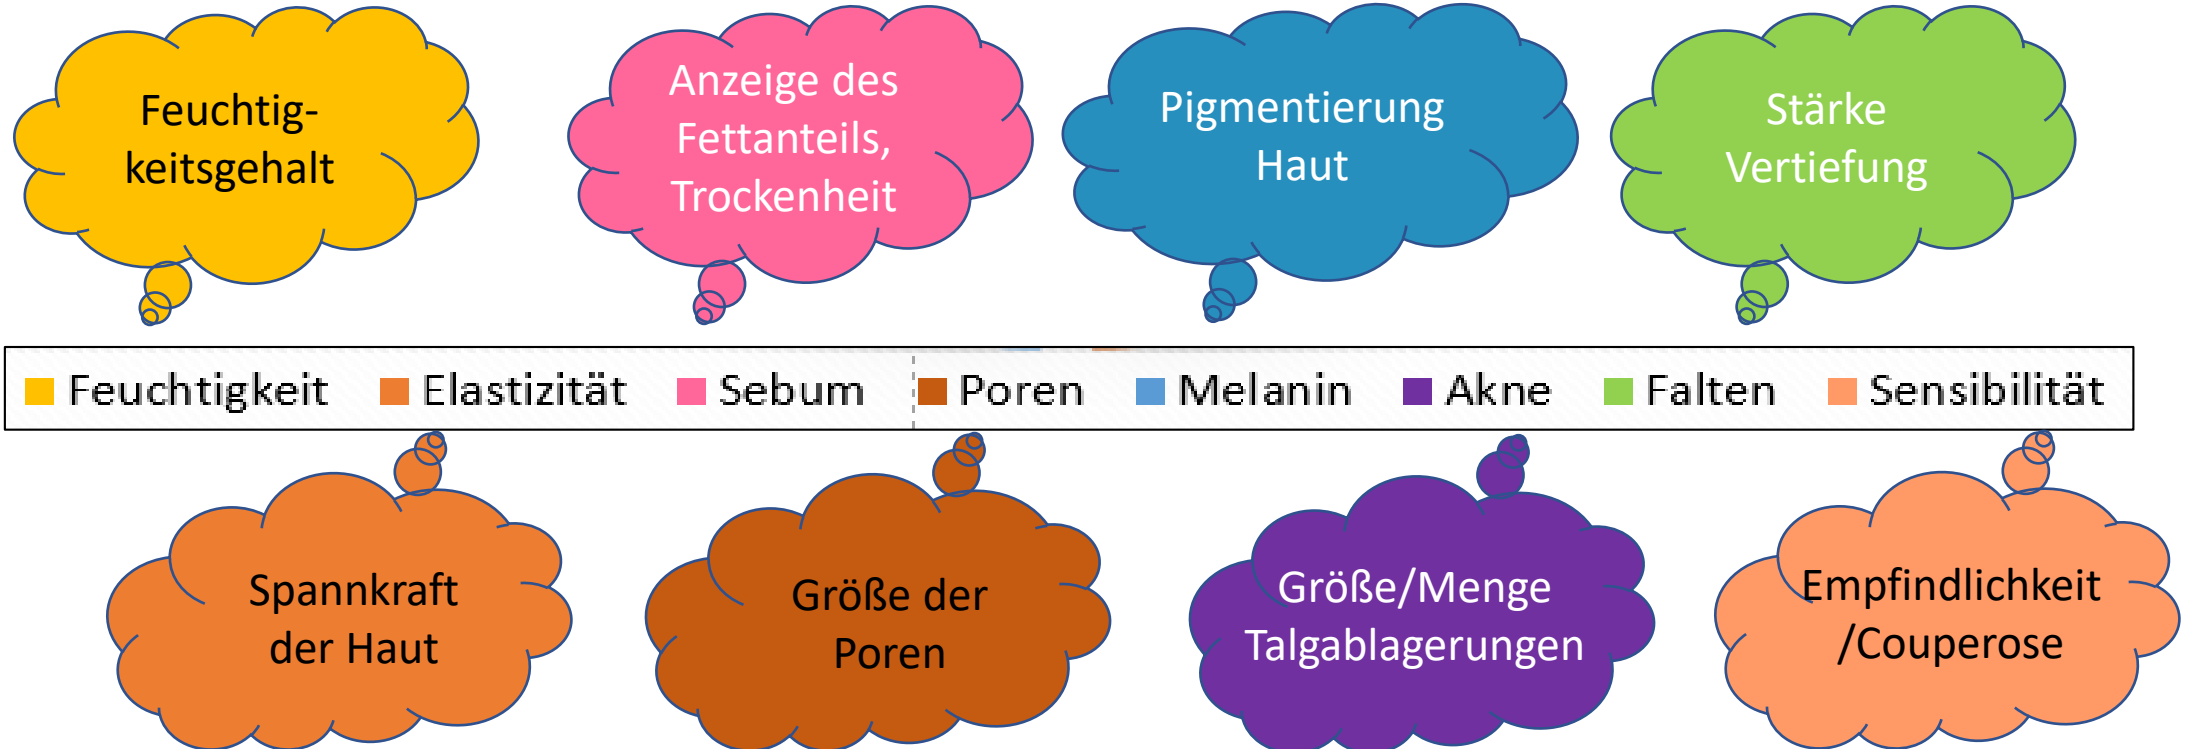 Feuchtig-
keitsgehalt
Anzeige des
Fettanteils,
Trockenheit
Pigmentierung
Haut
Stärke
Vertiefung
Feuchtigkeit Elastizität Sebum Poren Melanin Akne Falten Sensibilität
Spannkraft
der Haut
Größe der
Poren
Größe/Menge
Talgablagerungen
Empfindlichkeit
/Couperose